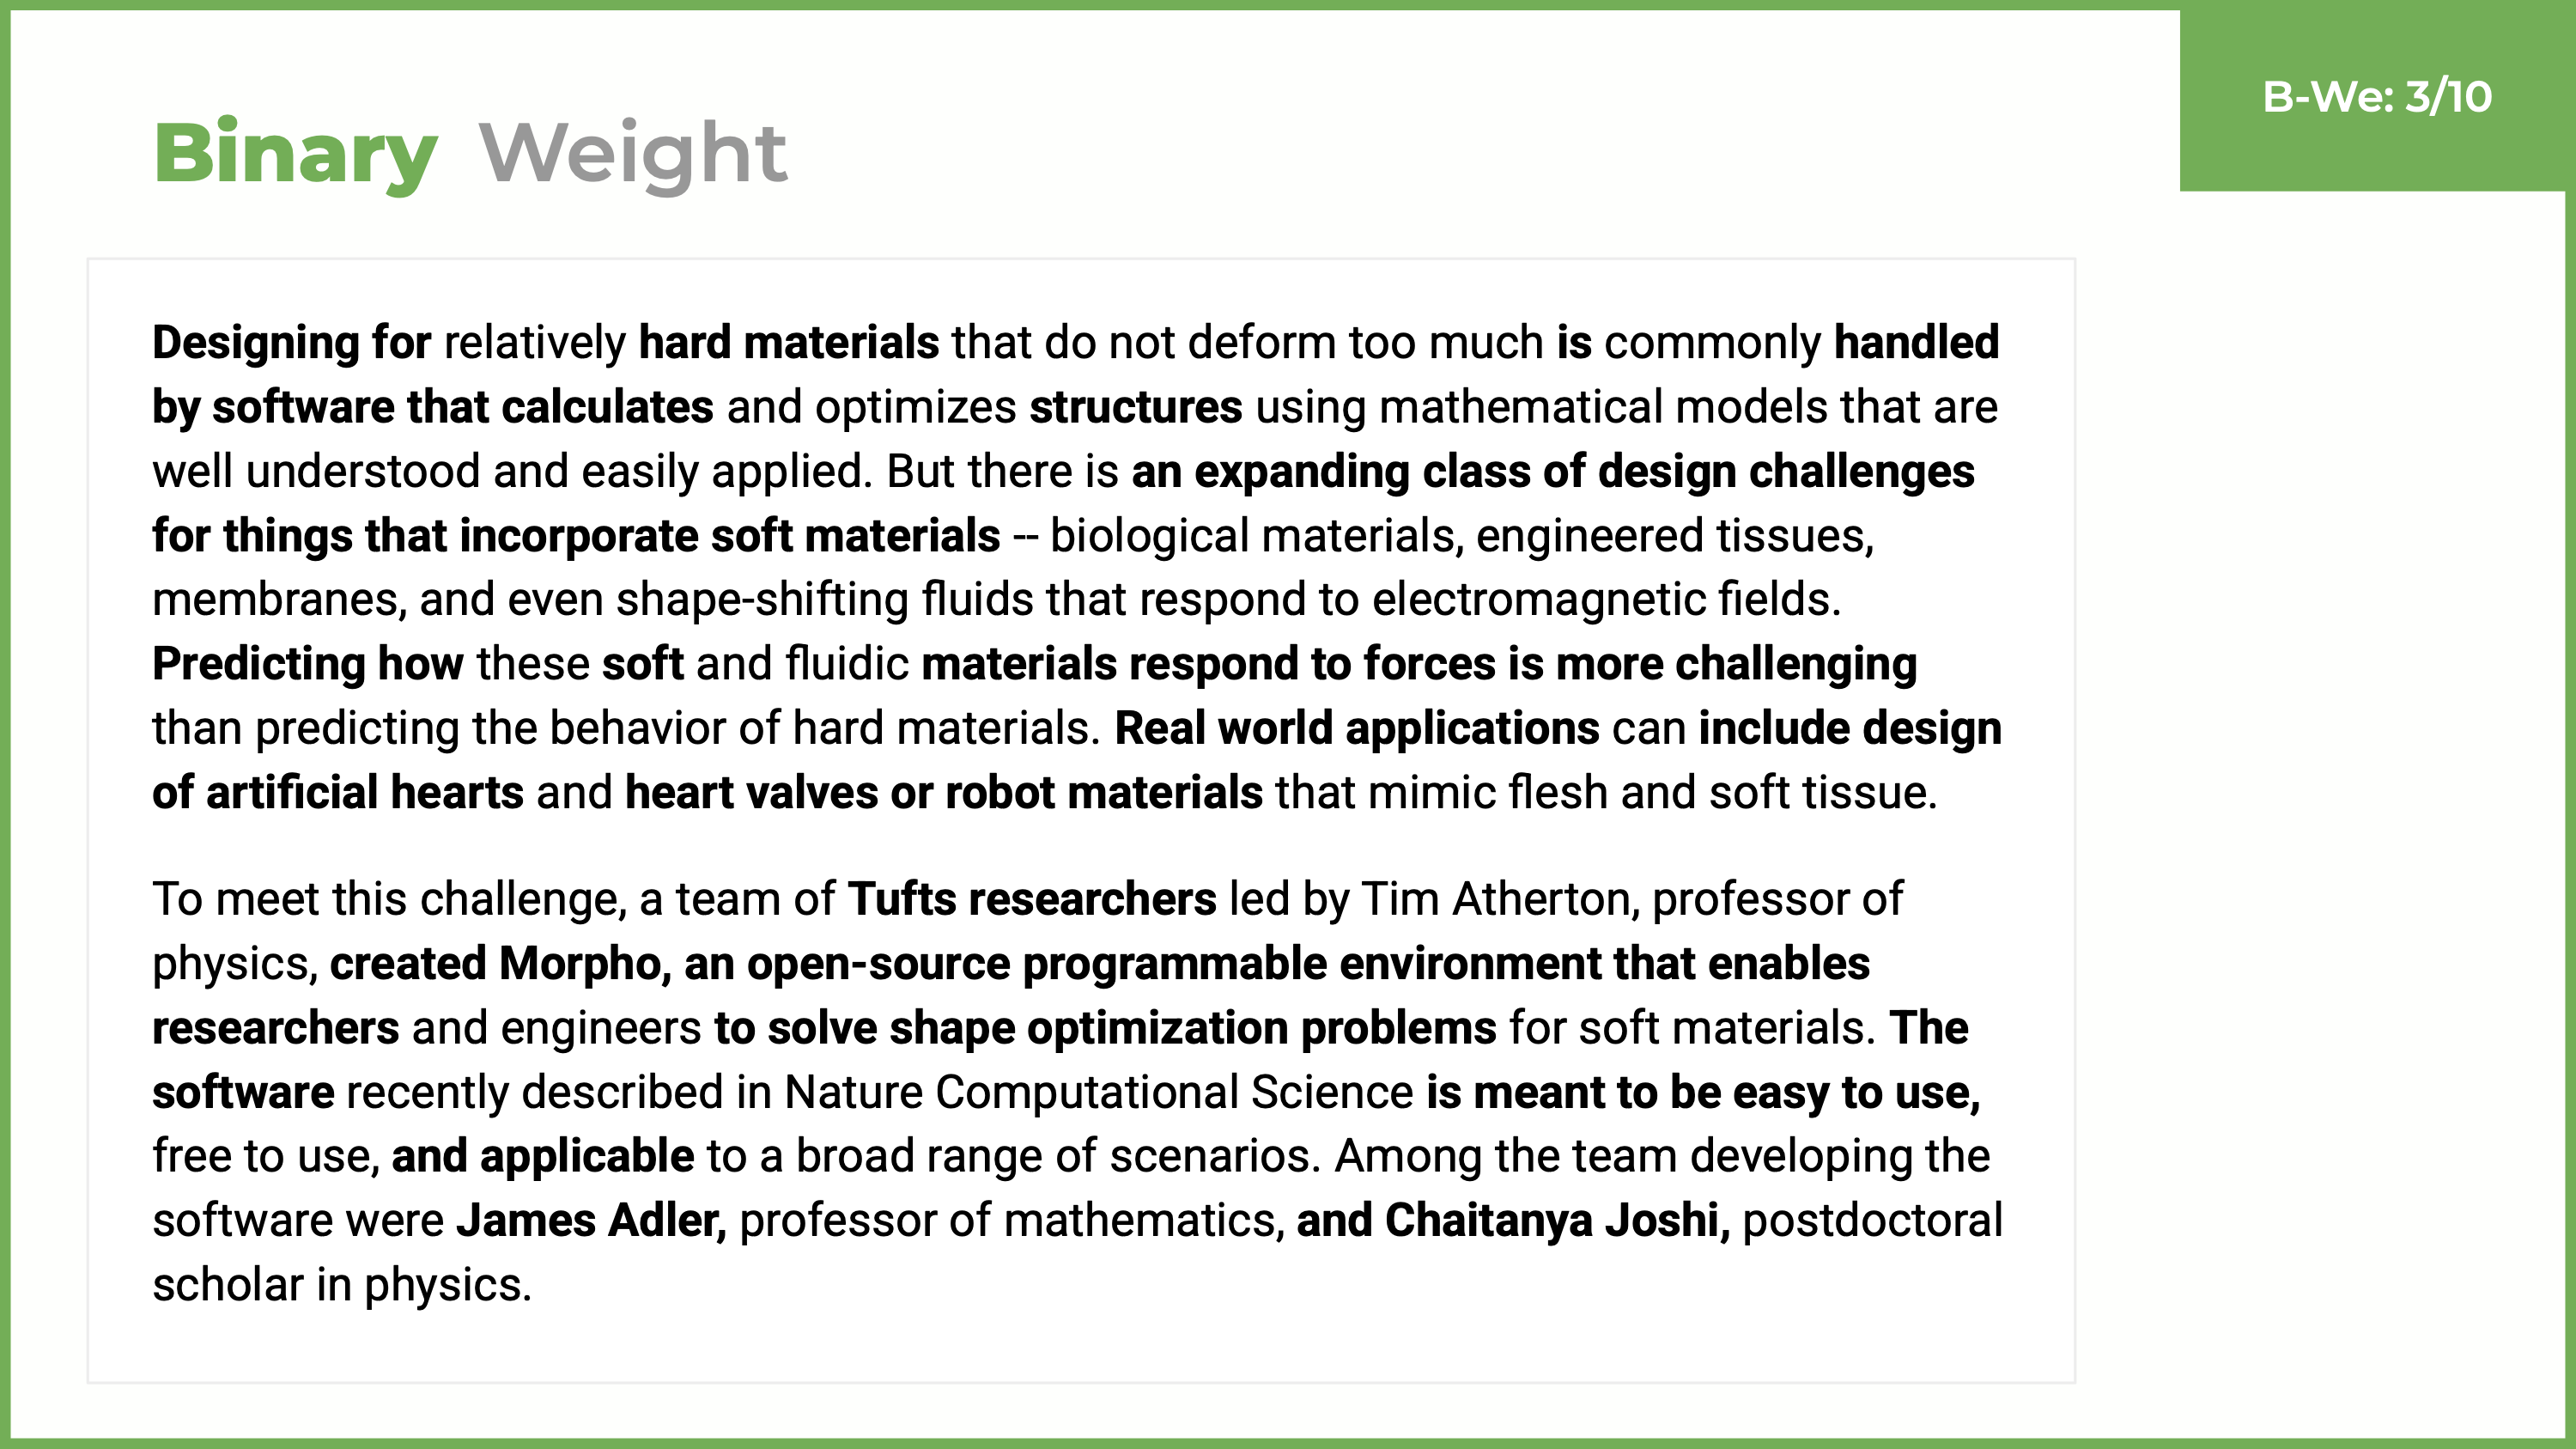 B-We: 3/10
Binary Weight
Designing for relatively hard materials that do not deform too much is commonly handled
by software that calculates and optimizes structures using mathematical models that are
well understood and easily applied. But there is an expanding class of design challenges
for things that incorporate soft materials -- biological materials, engineered tissues,
membranes, and even shape-shifting fluids that respond to electromagnetic fields.
Predicting how these soft and fluidic materials respond to forces is more challenging
than predicting the behavior of hard materials. Real world applications can include design
of artificial hearts and heart valves or robot materials that mimic flesh and soft tissue.
To meet this challenge, a team of Tufts researchers led by Tim Atherton, professor of
physics, created Morpho, an open-source programmable environment that enables
researchers and engineers to solve shape optimization problems for soft materials. The
software recently described in Nature Computational Science is meant to be easy to use,
free to use, and applicable to a broad range of scenarios. Among the team developing the
software were James Adler, professor of mathematics, and Chaitanya Joshi, postdoctoral
scholar in physics.